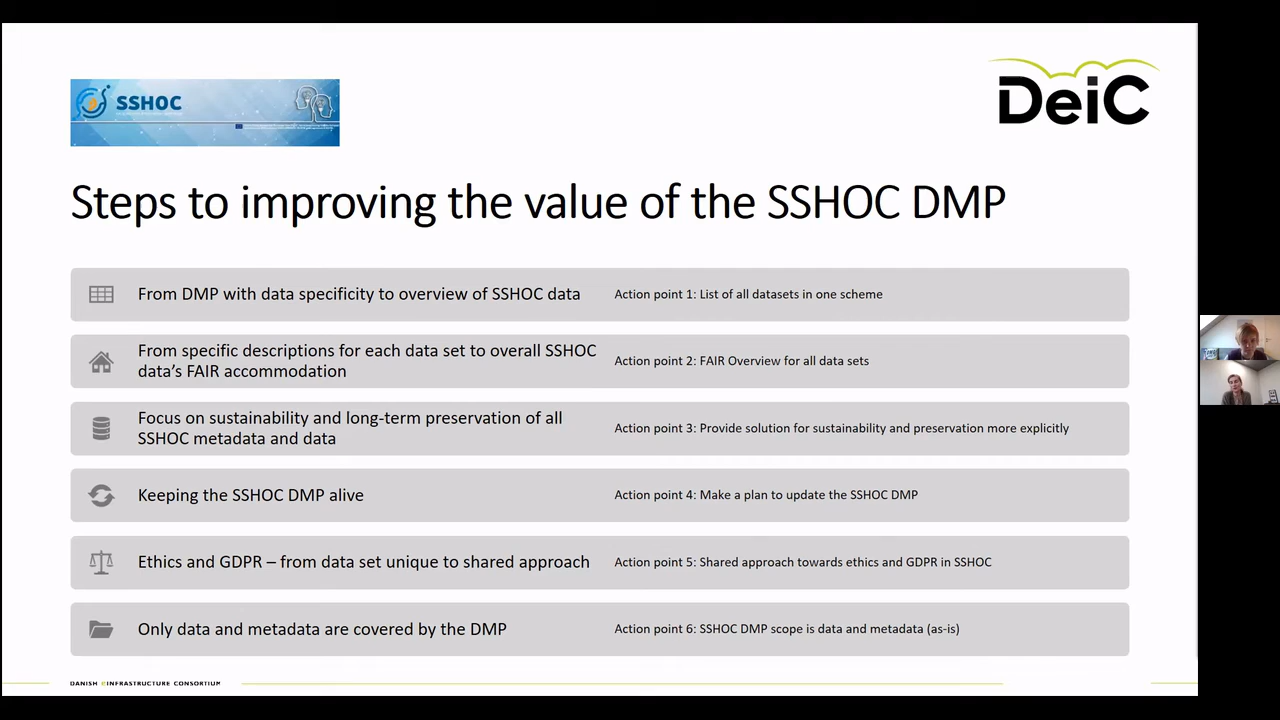 SSHOC
DeiC
Steps to improving the value of the SSHOC DMP
From DMP with data specificity to overview of SSHOC data
Action point 1: List of all datasets in one scheme
From specific descriptions for each data set to overall SSHOC
data’s FAIR accommodation
Action point 2: FAIR Overview for all data sets
Focus on sustainability and long-term preservation of all
SSHOC metadata and data
Action point 3: Provide solution for sustainability and preservation more explicitly
Keeping the SSHOC DMP alive
Action point 4: Make a plan to update the SSHOC DMP
Ethics and GDPR – from data set unique to shared approach
Action point 5: Shared approach towards ethics and GDPR in SSHOC
Only data and metadata are covered by the DMP
Action point 6: SSHOC DMP scope is data and metadata (as-is)
DANISH EINFRASTRUCTURE CONSORTIUM